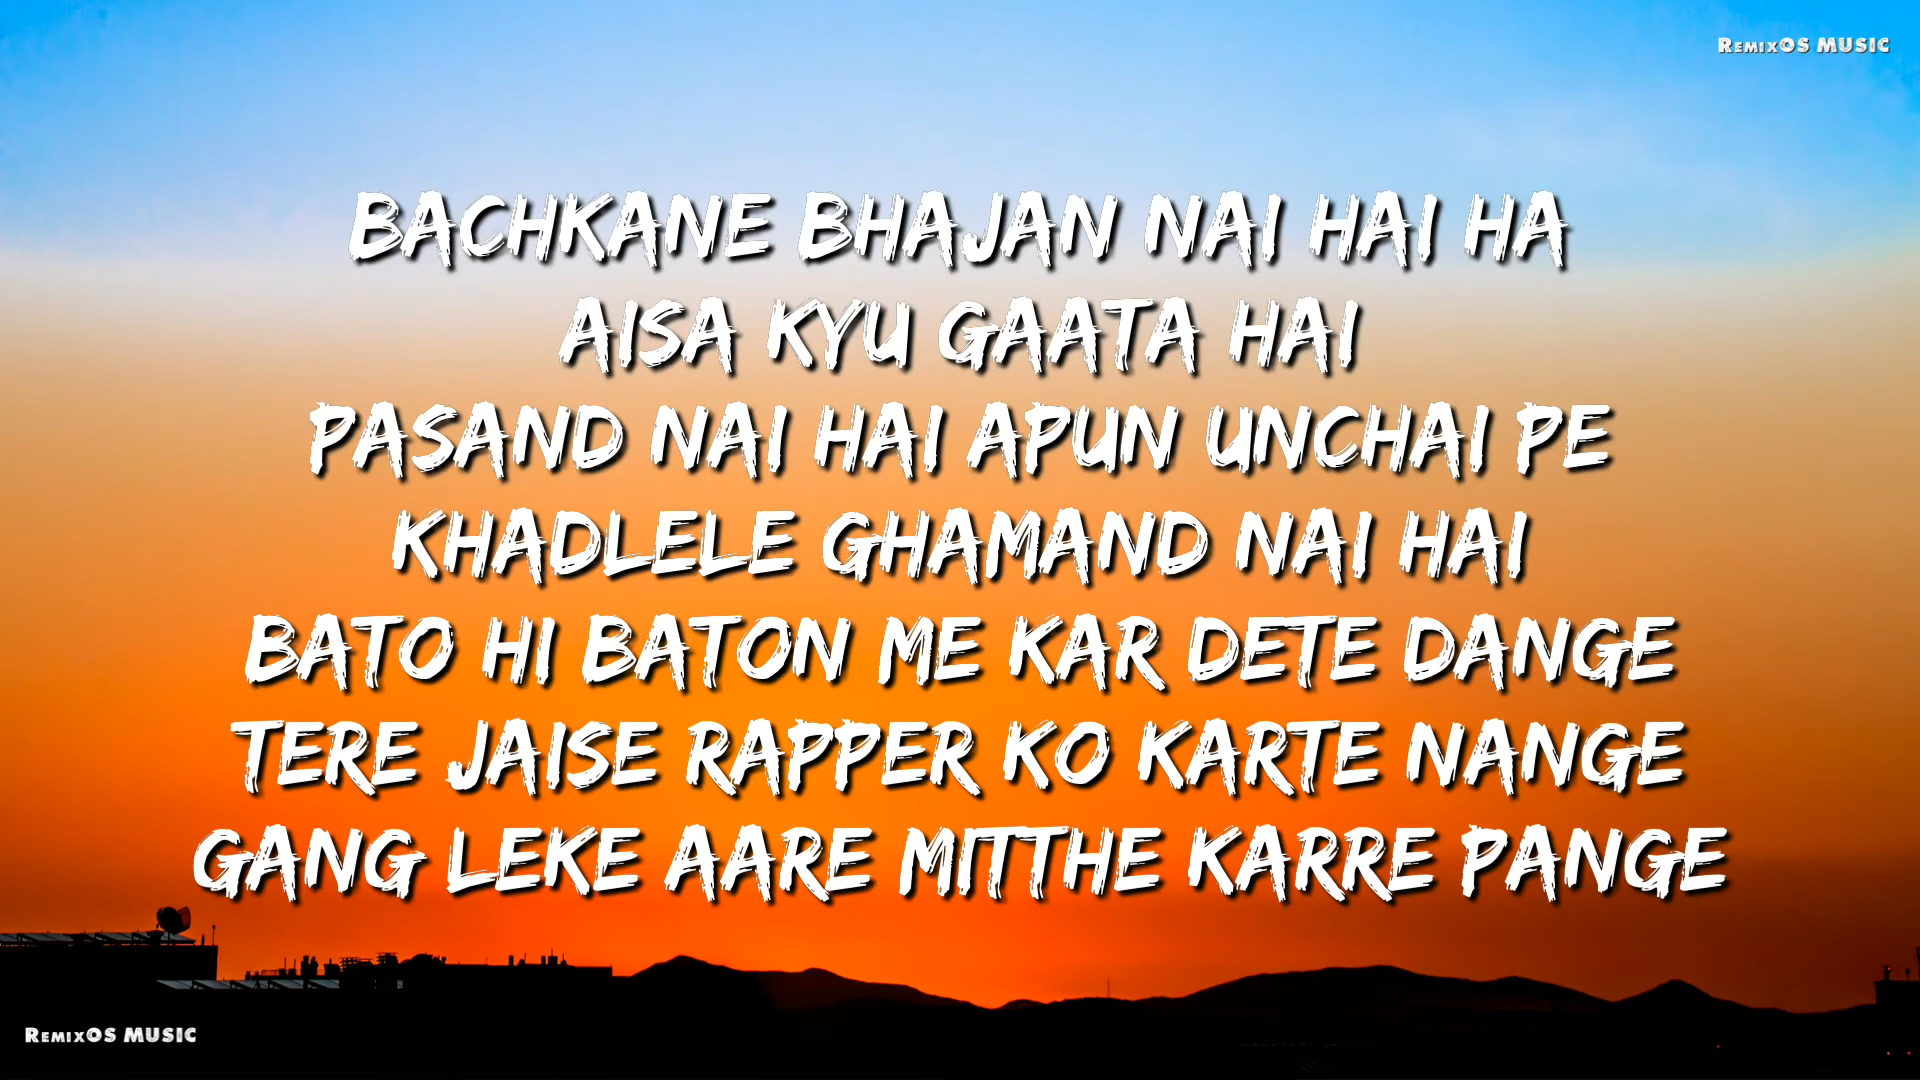 RemixOS MUSIC
BACHKANE BHAJAN NAI HAI HA
AISA KYU GAATA HAI
PASAND NAI HAI APUN UNCHAI PE
KHADLELE GHAMAND NAI HAI
BATO HI BATON ME KAR DETE DANGE
TERE JAISE RAPPER KO KARTE NANGE
GANG LEKE AARE MITTHE KARRE PANGE
RemixOS MUSIC